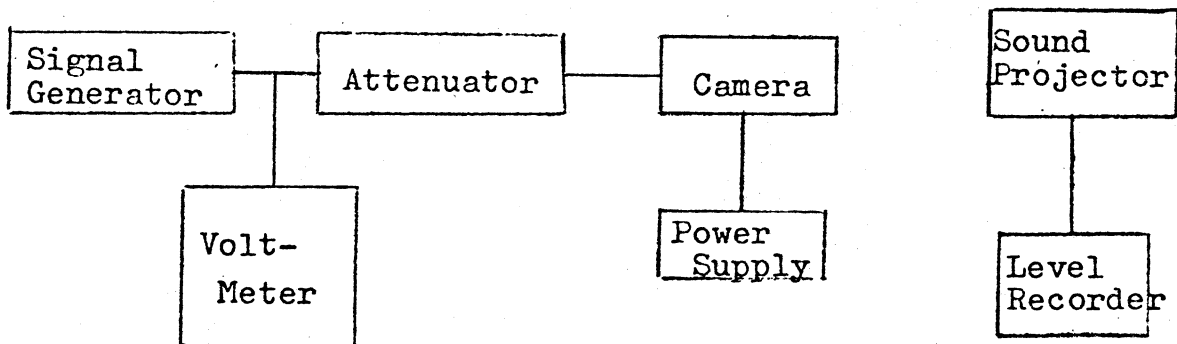 Signal
Generator
Attenuator
Camera
Sound
Projector
Volt-
Meter
Power
Supply
Level
Recorder